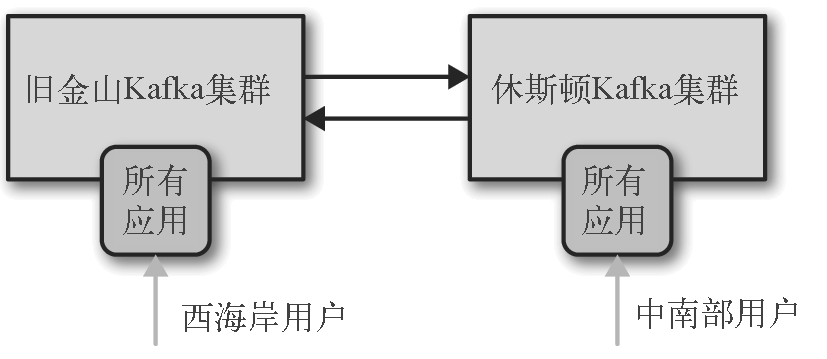 旧金山Kafka集群
休斯顿Kafka集群
所有
应用
所有
应用
西海岸用户
中南部用户